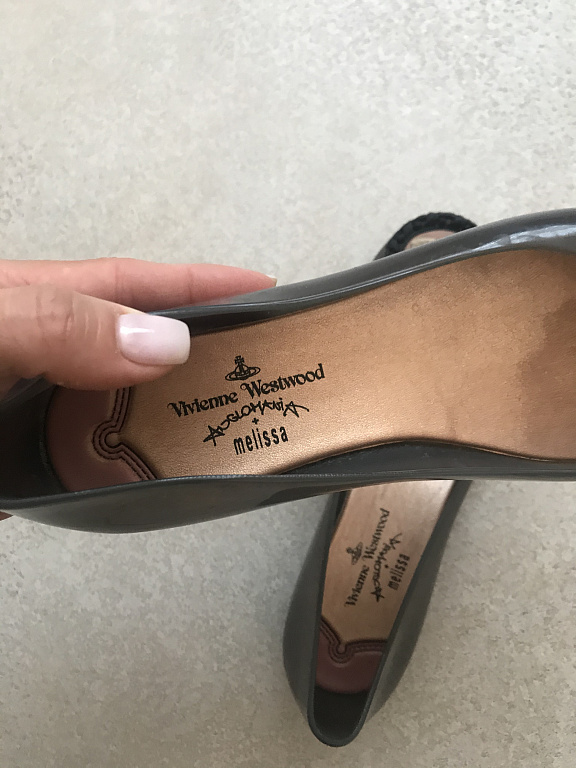 Vivienne Westwood
ANGLOMANIA
+
melissa
Vivienne Westwood
ANGLOMANIA
+
melissa